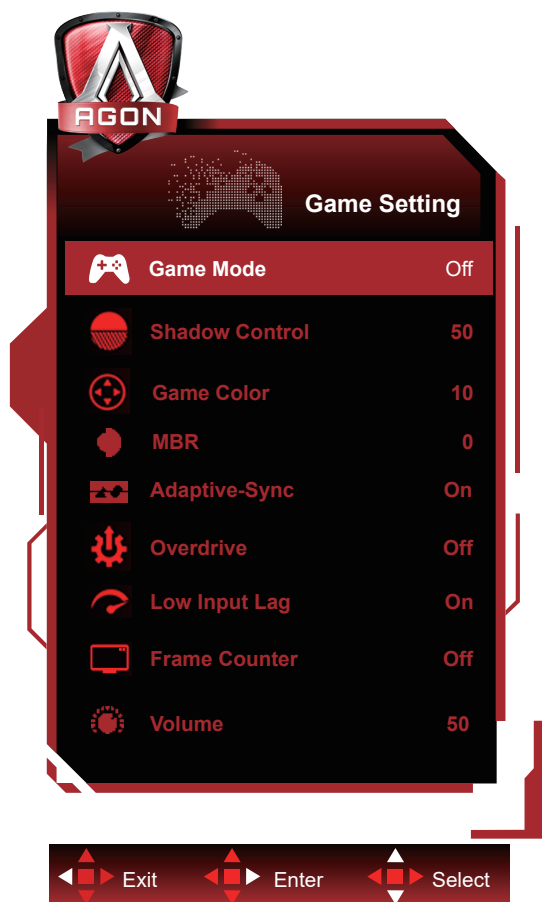 AGON
Game Setting
Game Mode Off
Shadow Control 50
Game Color 10
MBR 0
Adaptive-Sync On
Overdrive Off
Low Input Lag On
Frame Counter Off
Volume 50
Exit Enter Select